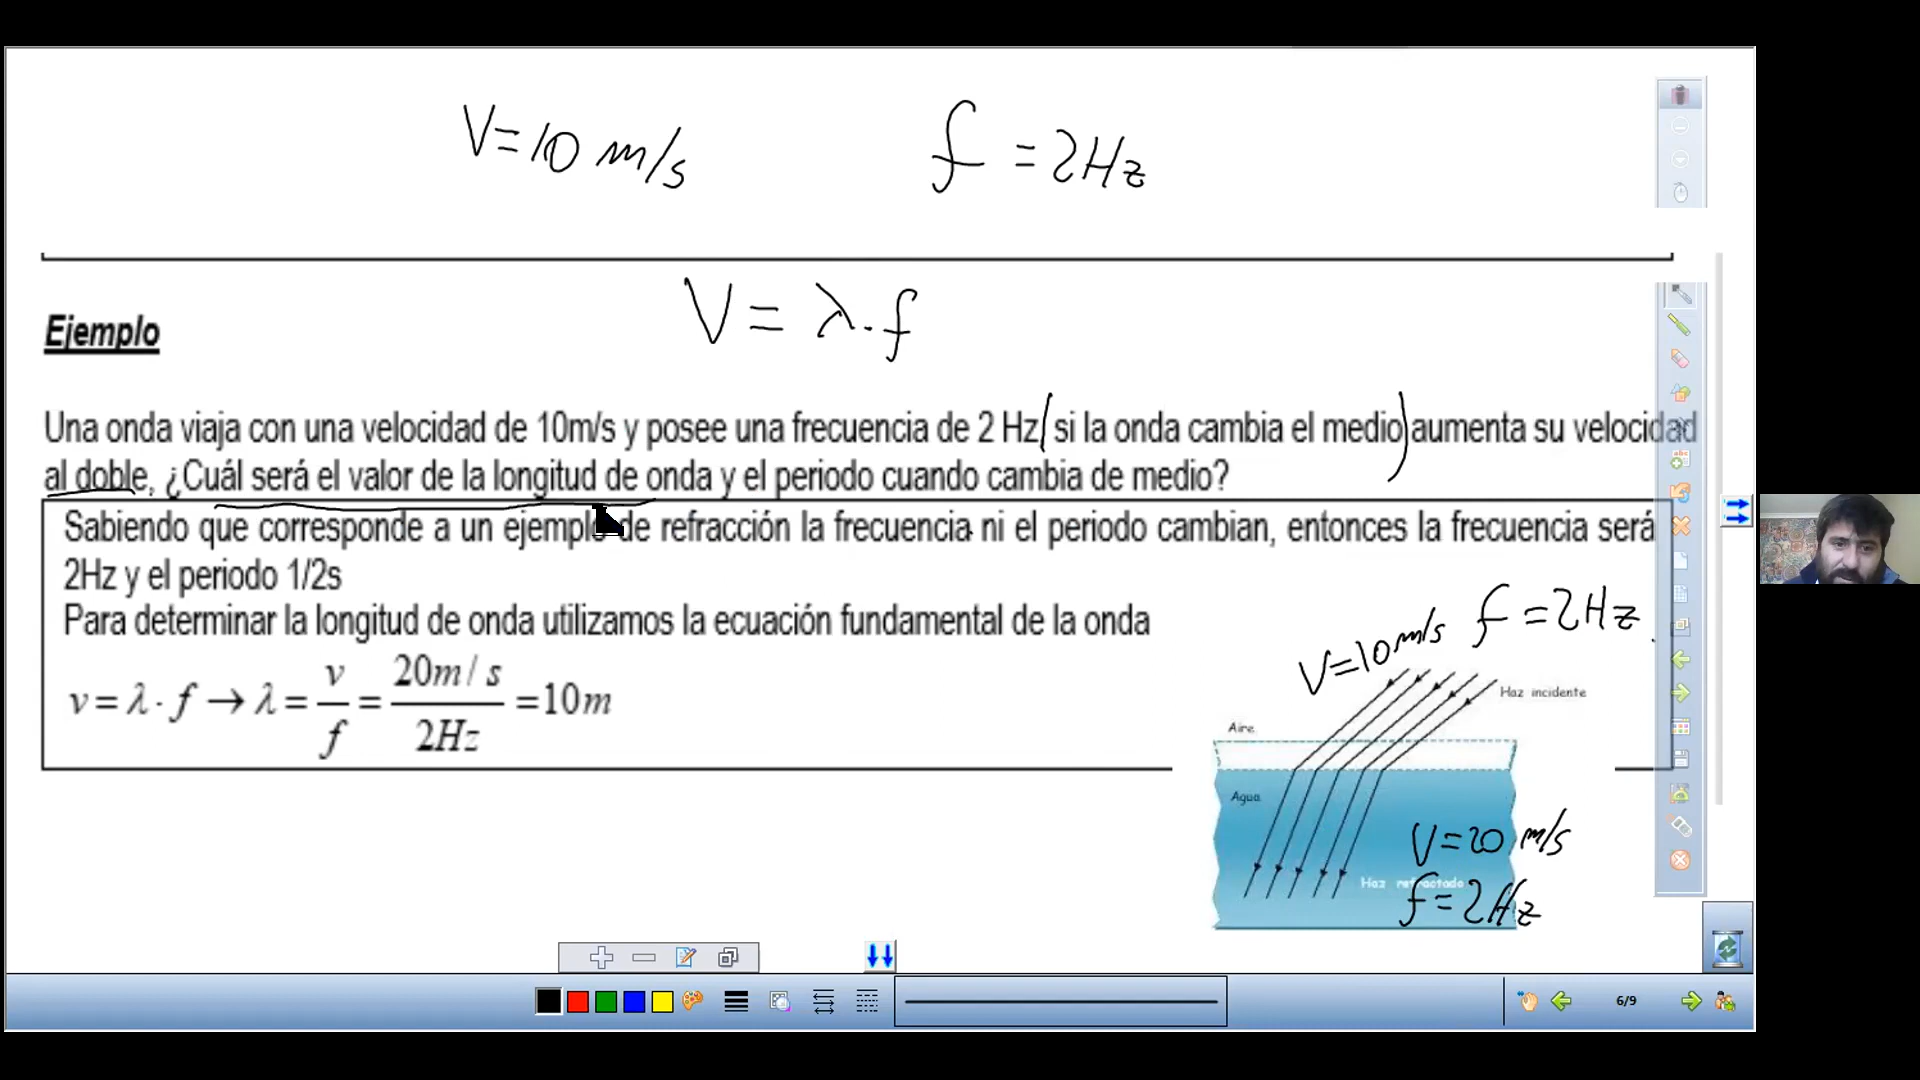 V=10 m/s f = 2Hz
V = λ.f
Ejemplo
Una onda viaja con una velocidad de 10m/s y posee una frecuencia de 2 Hz ( si la onda cambia el medio) aumenta su velocidad
al doble, ¿Cuál será el valor de la longitud de onda y el periodo cuando cambia de medio?
Sabiendo que corresponde a un ejemplo de refracción la frecuencia ni el periodo cambian, entonces la frecuencia será
2Hz y el periodo 1/2s
Para determinar la longitud de onda utilizamos la ecuación fundamental de la onda
v = λ · f → λ = v/f = 20m/s / 2Hz = 10m
V=10 m/s f = 2Hz
Haz incidente
Aire
Agua
V=20 m/s
Haz refractado
f= 2Hz
6/9